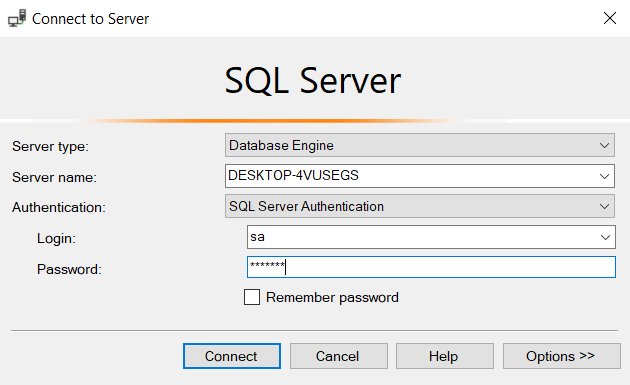 Connect to Server
SQL Server
Server type: Database Engine
Server name: DESKTOP-4VUSEGS
Authentication: SQL Server Authentication
Login: sa
Password: *******
Remember password
Connect Cancel Help Options >>